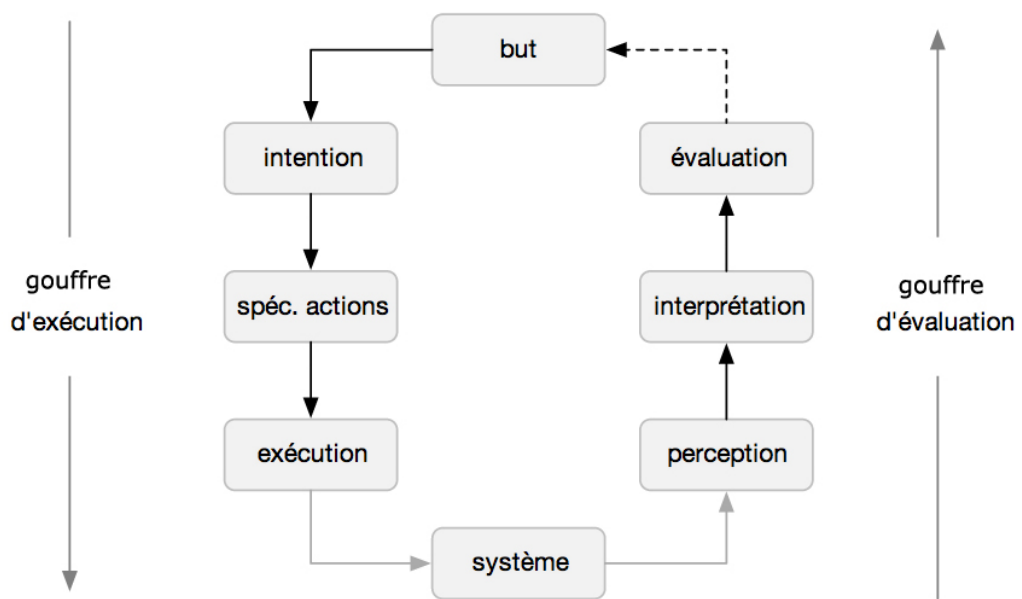 but
intention
évaluation
gouffre
d'exécution
spéc. actions
interprétation
gouffre
d'évaluation
exécution
perception
système